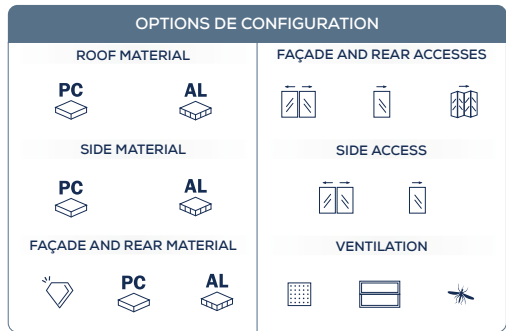 OPTIONS DE CONFIGURATION
ROOF MATERIAL
PC AL
SIDE MATERIAL
PC AL
FAÇADE AND REAR MATERIAL
PC AL
FAÇADE AND REAR ACCESSES
SIDE ACCESS
VENTILATION